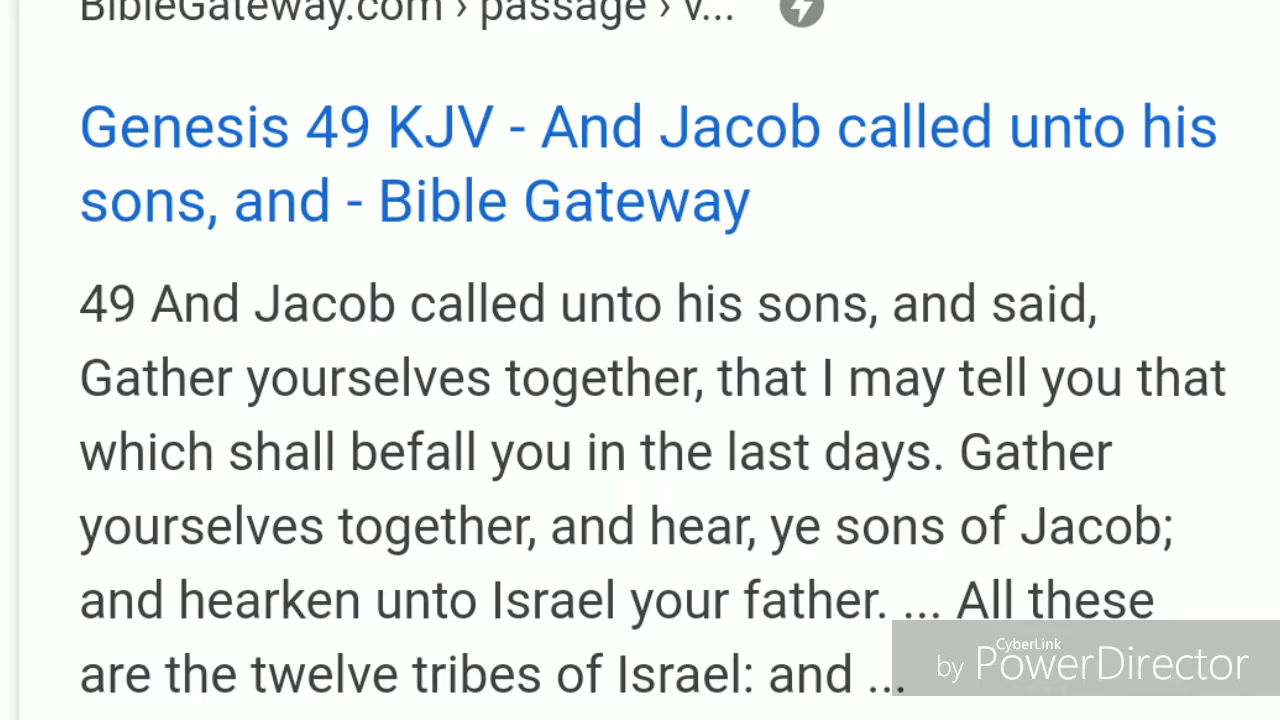 BibleGateway.com › passage › v...
Genesis 49 KJV - And Jacob called unto his
sons, and - Bible Gateway
49 And Jacob called unto his sons, and said,
Gather yourselves together, that I may tell you that
which shall befall you in the last days. Gather
yourselves together, and hear, ye sons of Jacob;
and hearken unto Israel your father. ... All these
are the twelve tribes of Israel: and ...
CyberLink
by PowerDirector